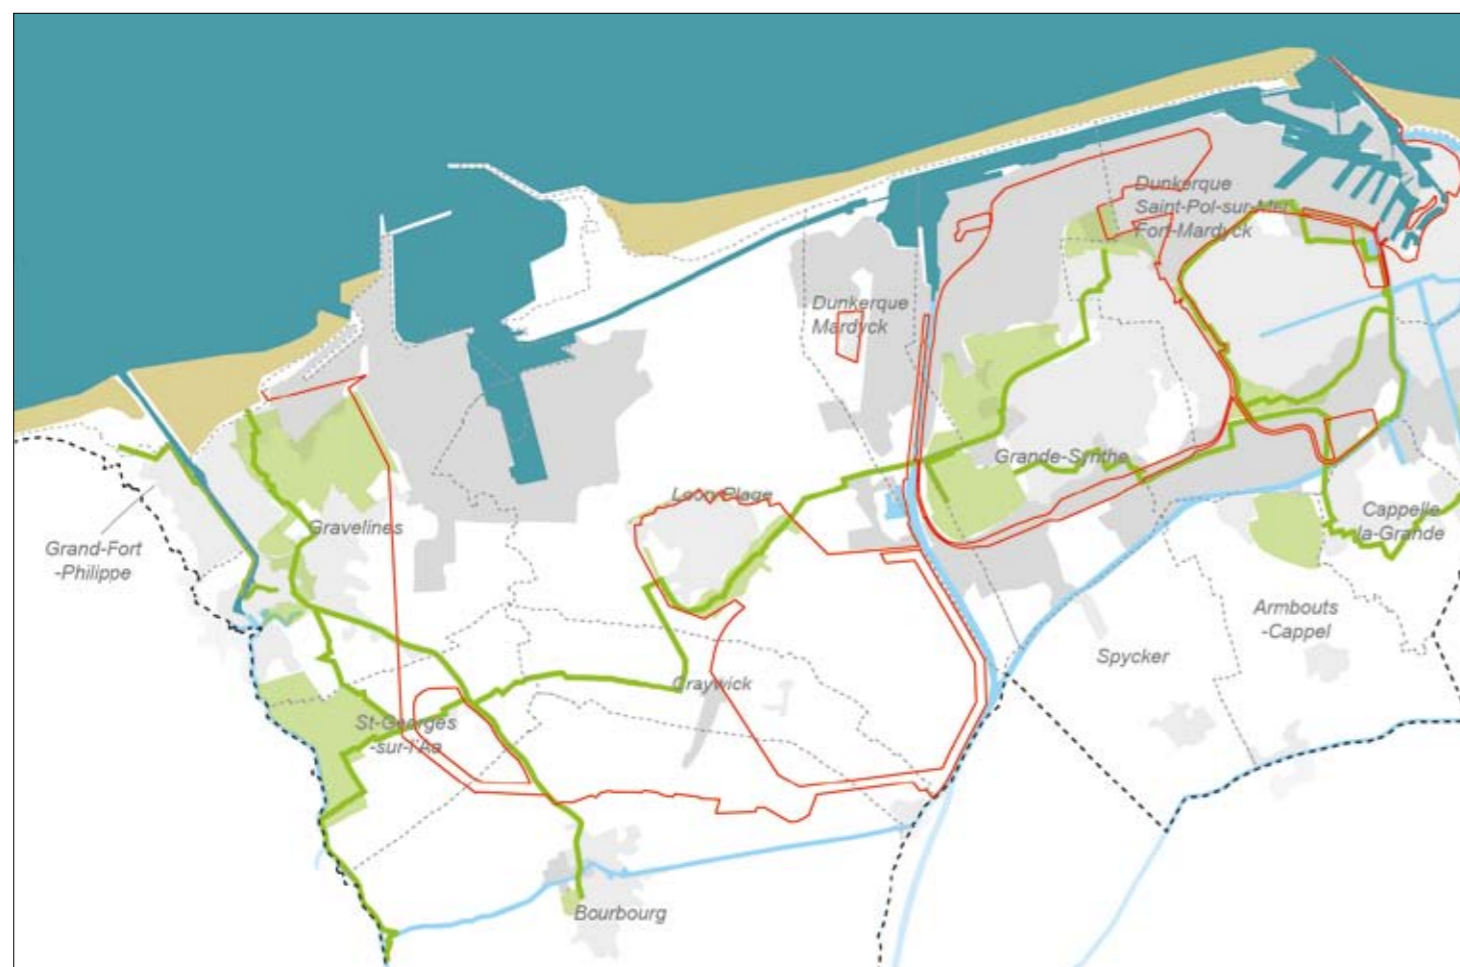 Dunkerque
Saint-Pol-sur-Mer
Fort-Mardyck
Dunkerque
Mardyck
Grande-Synthe
Loon Plage
Cappelle
la-Grande
Gravelines
Grand-Fort
-Philippe
Armbouts
-Cappel
Spycker
Craywick
St-Georges
-sur-l'Aa
Bourbourg